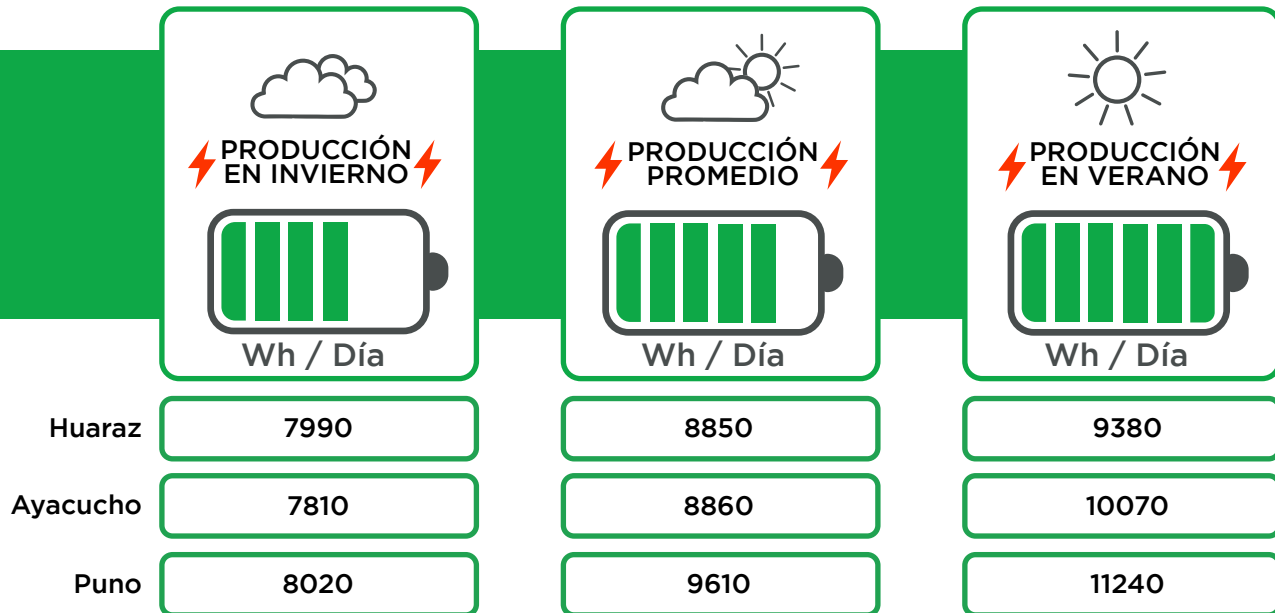 PRODUCCIÓN
EN INVIERNO
Wh / Día
PRODUCCIÓN
PROMEDIO
Wh / Día
PRODUCCIÓN
EN VERANO
Wh / Día
Huaraz 7990 8850 9380
Ayacucho 7810 8860 10070
Puno 8020 9610 11240